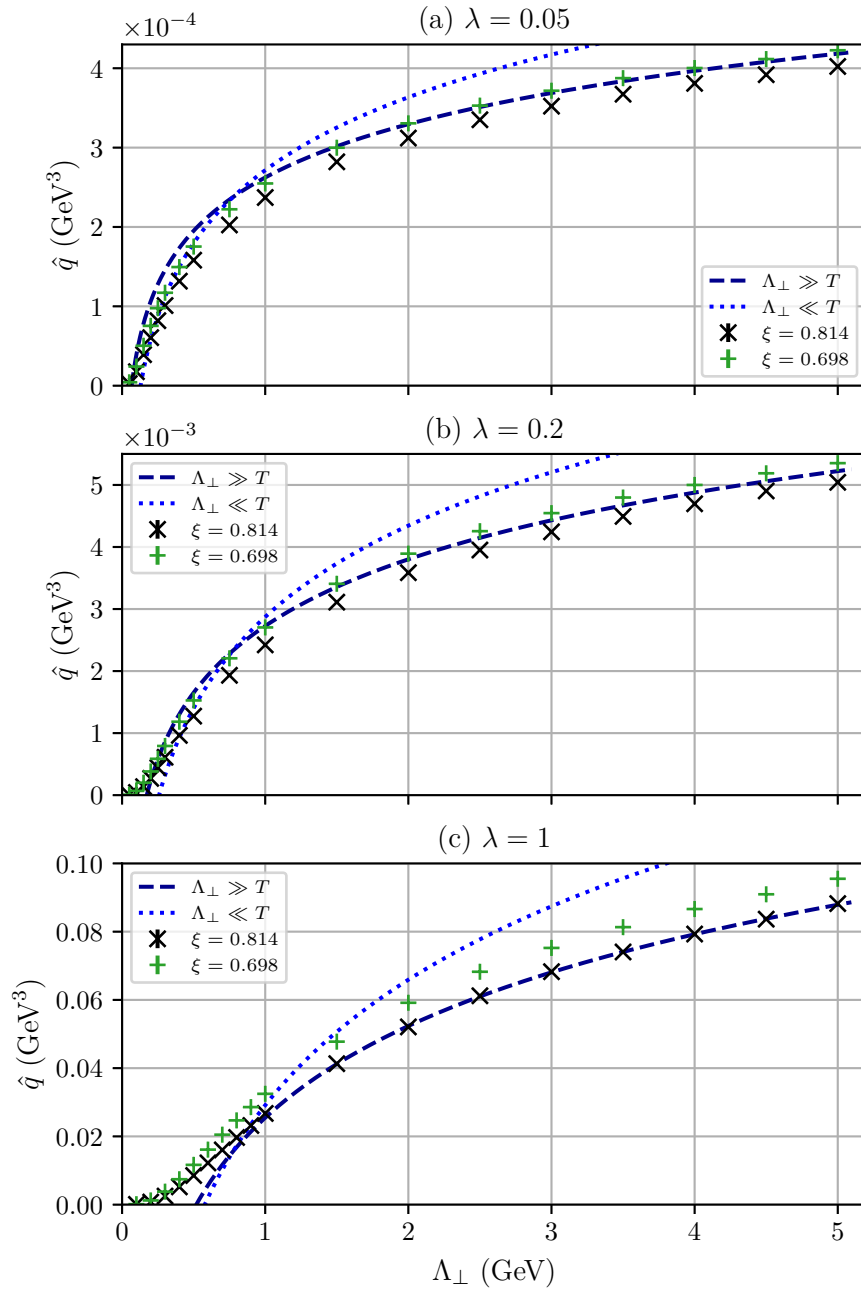 (a) λ = 0.05
×10⁻⁴
4
3
2
1
0
q̂ (GeV³)
Λ⊥ ≫ T
Λ⊥ ≪ T
ξ = 0.814
ξ = 0.698
(b) λ = 0.2
×10⁻³
5
4
3
2
1
0
q̂ (GeV³)
Λ⊥ ≫ T
Λ⊥ ≪ T
ξ = 0.814
ξ = 0.698
(c) λ = 1
0.10
0.08
0.06
0.04
0.02
0.00
q̂ (GeV³)
Λ⊥ ≫ T
Λ⊥ ≪ T
ξ = 0.814
ξ = 0.698
0 1 2 3 4 5
Λ⊥ (GeV)